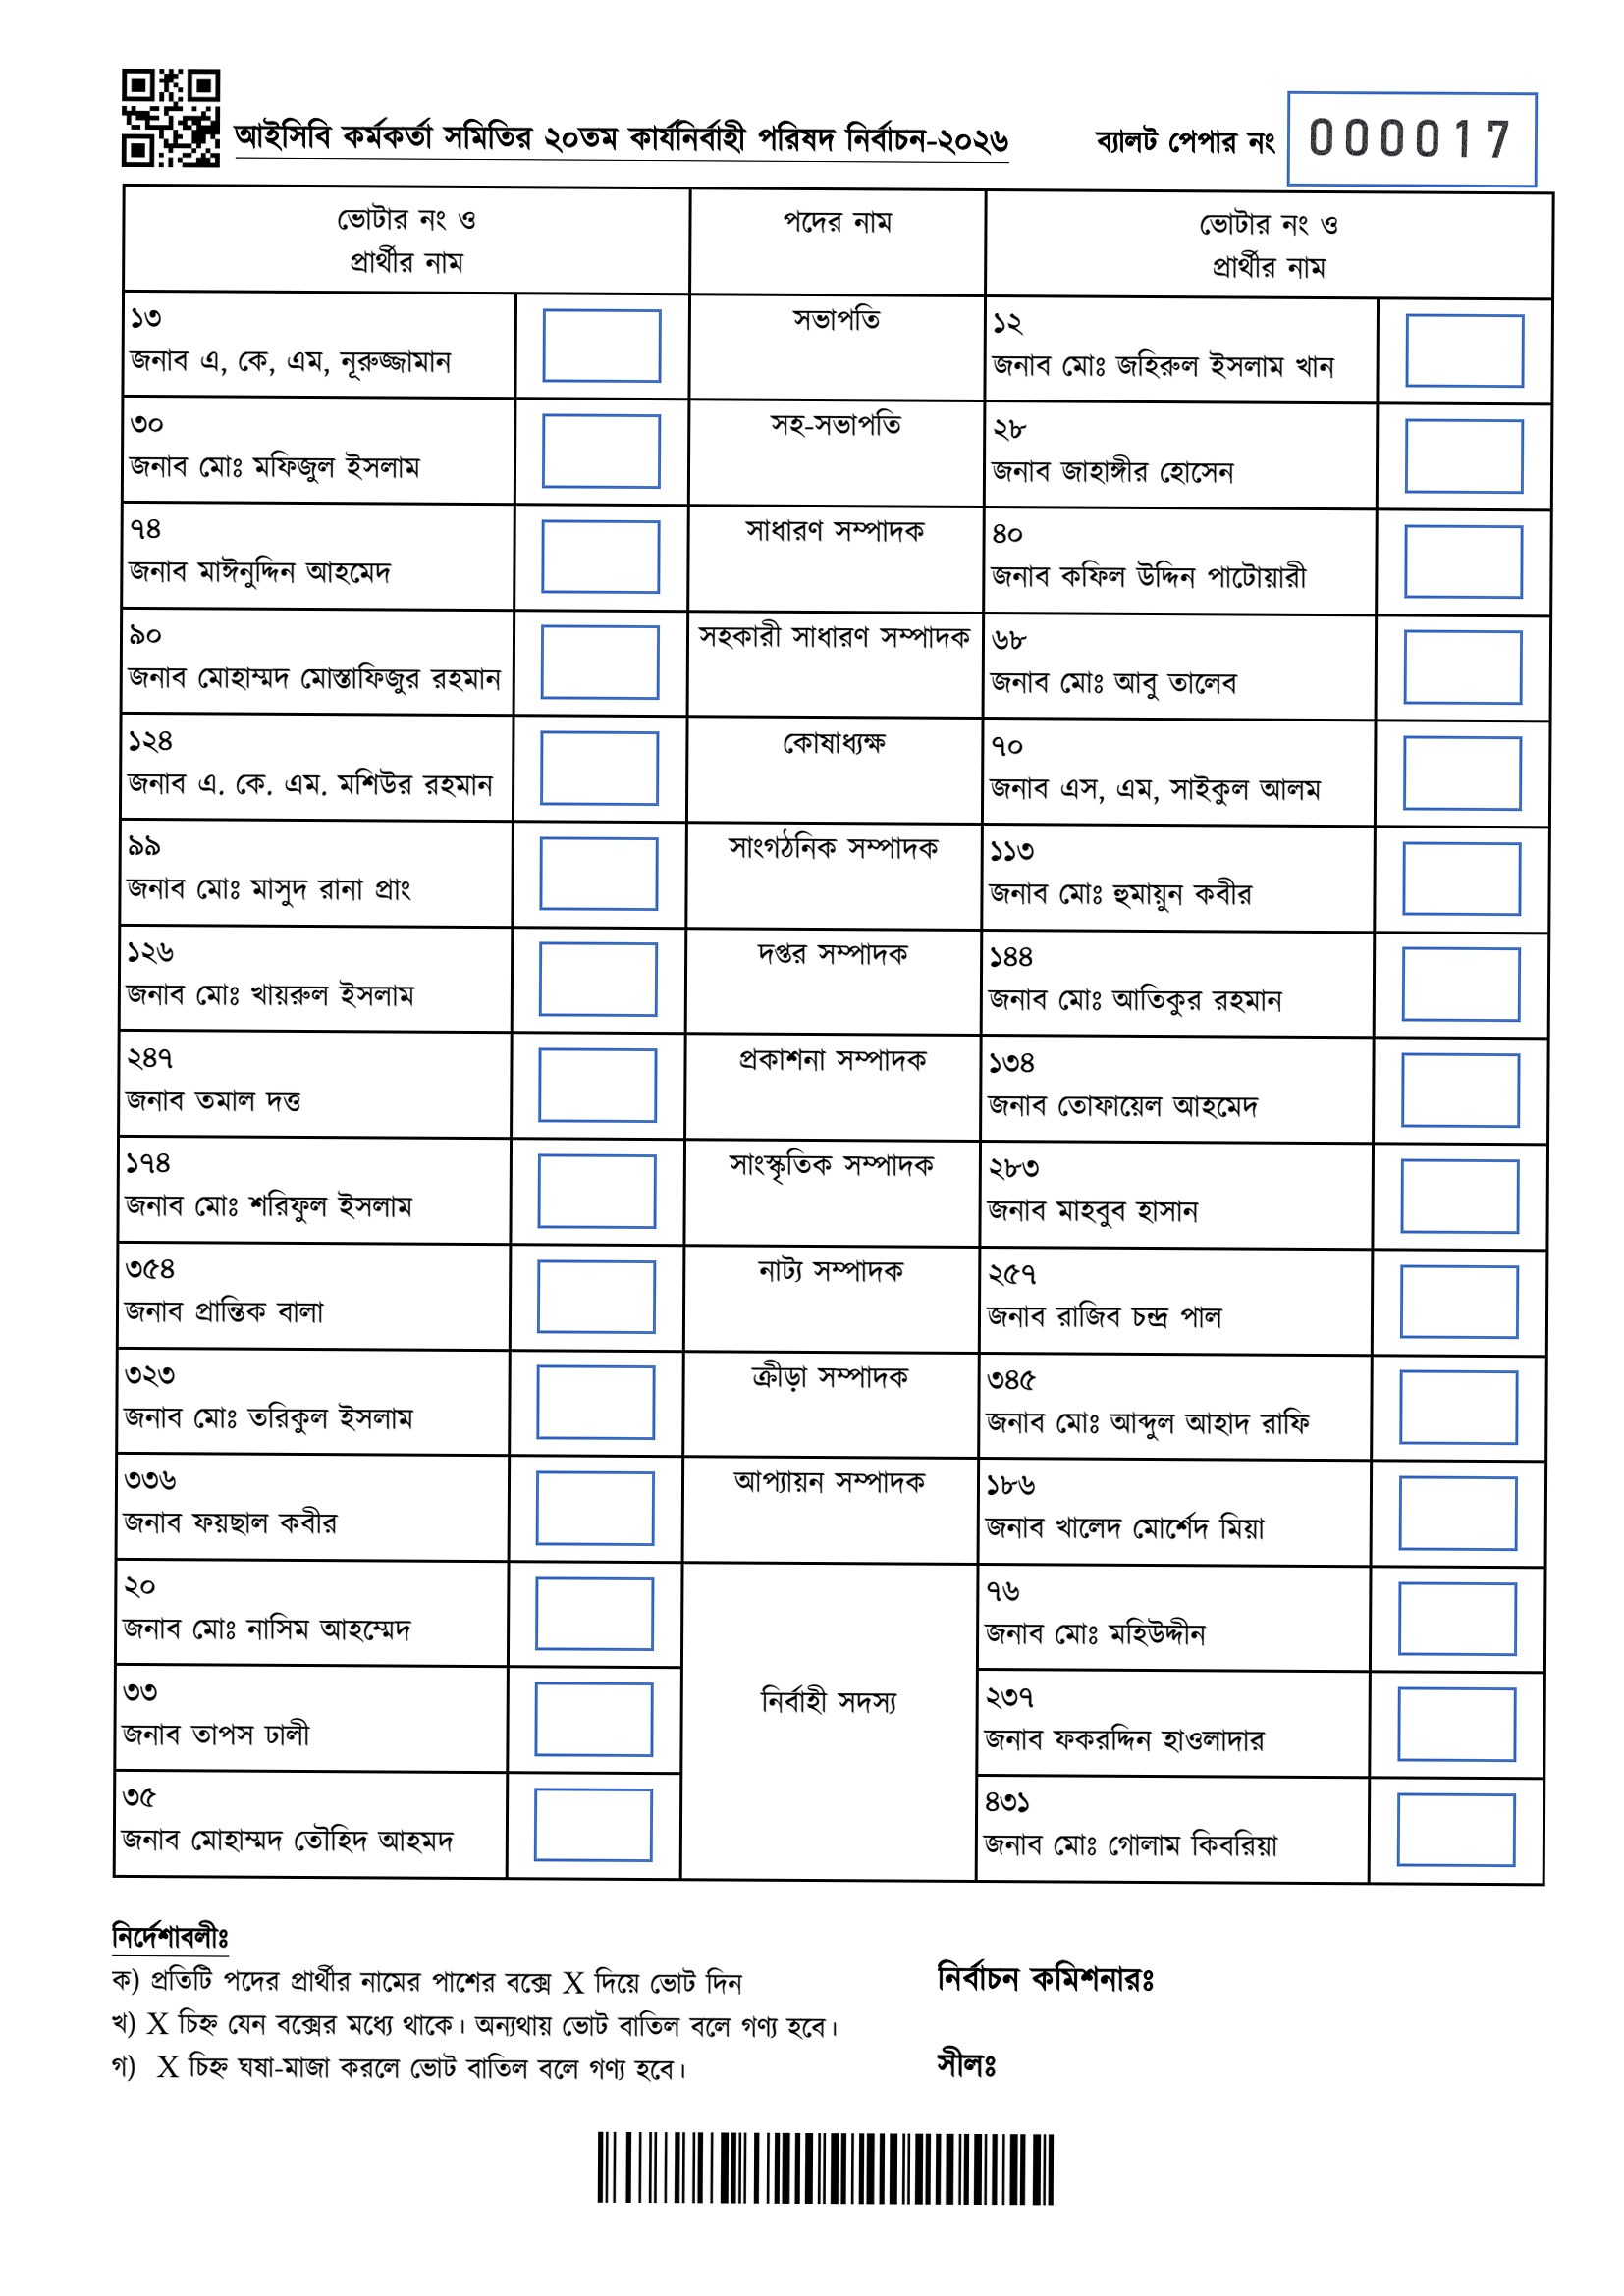 আইসিবি কর্মকর্তা সমিতির ২০তম কার্যনির্বাহী পরিষদ নির্বাচন-২০২৬ ব্যালট পেপার নং 000017
ভোটার নং ও পদের নাম ভোটার নং ও
প্রার্থীর নাম প্রার্থীর নাম
১৩ সভাপতি ১২
জনাব এ, কে, এম, নূরুজ্জামান জনাব মোঃ জহিরুল ইসলাম খান
৩০ সহ-সভাপতি ২৮
জনাব মোঃ মফিজুল ইসলাম জনাব জাহাঙ্গীর হোসেন
৭৪ সাধারণ সম্পাদক ৪০
জনাব মাঈনুদ্দিন আহমেদ জনাব কফিল উদ্দিন পাটোয়ারী
৯০ সহকারী সাধারণ সম্পাদক ৬৮
জনাব মোহাম্মদ মোস্তাফিজুর রহমান জনাব মোঃ আবু তালেব
১২৪ কোষাধ্যক্ষ ৭০
জনাব এ. কে. এম. মশিউর রহমান জনাব এস, এম, সাইকুল আলম
৯৯ সাংগঠনিক সম্পাদক ১১৩
জনাব মোঃ মাসুদ রানা প্রাং জনাব মোঃ হুমায়ুন কবীর
১২৬ দপ্তর সম্পাদক ১৪৪
জনাব মোঃ খায়রুল ইসলাম জনাব মোঃ আতিকুর রহমান
২৪৭ প্রকাশনা সম্পাদক ১৩৪
জনাব তমাল দত্ত জনাব তোফায়েল আহমেদ
১৭৪ সাংস্কৃতিক সম্পাদক ২৮৩
জনাব মোঃ শরিফুল ইসলাম জনাব মাহবুব হাসান
৩৫৪ নাট্য সম্পাদক ২৫৭
জনাব প্রান্তিক বালা জনাব রাজিব চন্দ্র পাল
৩২৩ ক্রীড়া সম্পাদক ৩৪৫
জনাব মোঃ তরিকুল ইসলাম জনাব মোঃ আব্দুল আহাদ রাফি
৩৩৬ আপ্যায়ন সম্পাদক ১৮৬
জনাব ফয়ছাল কবীর জনাব খালেদ মোর্শেদ মিয়া
২০ ৭৬
জনাব মোঃ নাসিম আহম্মেদ জনাব মোঃ মহিউদ্দীন
৩৩ নির্বাহী সদস্য ২৩৭
জনাব তাপস ঢালী জনাব ফকরদ্দিন হাওলাদার
৩৫ ৪৩১
জনাব মোহাম্মদ তৌহিদ আহমদ জনাব মোঃ গোলাম কিবরিয়া
নির্দেশাবলীঃ
ক) প্রতিটি পদের প্রার্থীর নামের পাশের বক্সে X দিয়ে ভোট দিন নির্বাচন কমিশনারঃ
খ) X চিহ্ন যেন বক্সের মধ্যে থাকে। অন্যথায় ভোট বাতিল বলে গণ্য হবে।
গ) X চিহ্ন ঘষা-মাজা করলে ভোট বাতিল বলে গণ্য হবে। সীলঃ